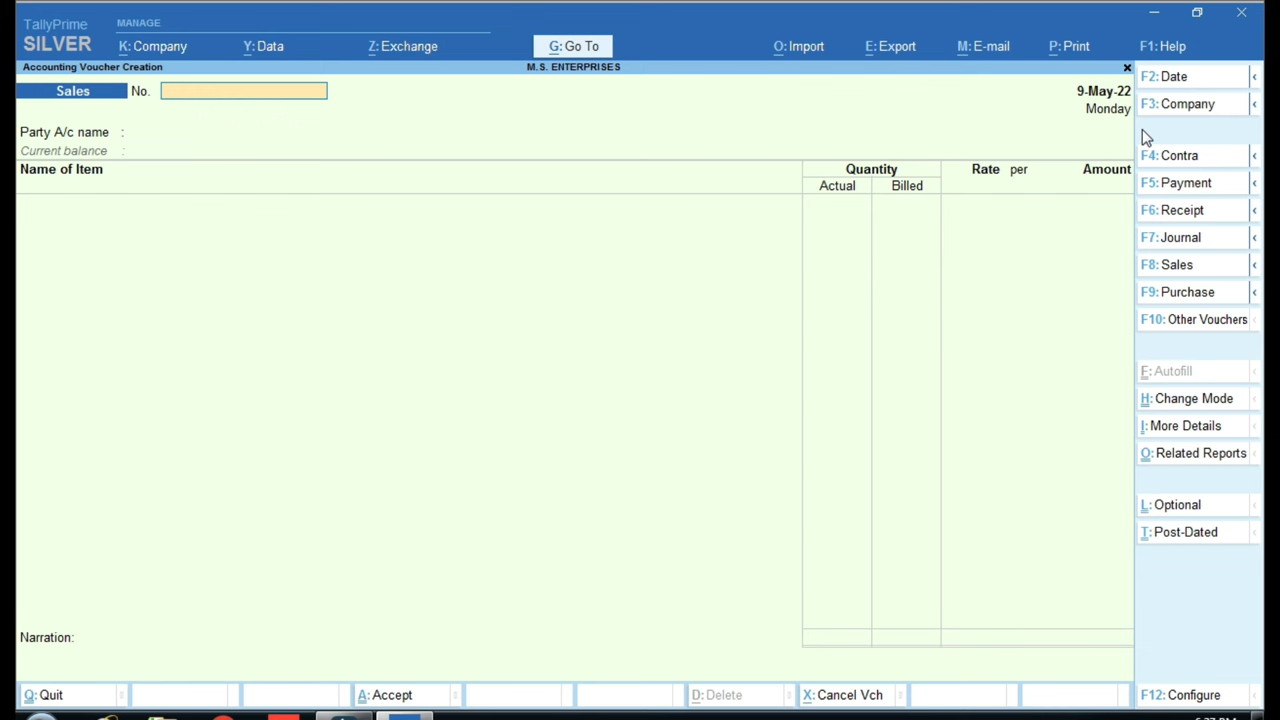 TallyPrime
MANAGE
SILVER
K: Company
Y: Data
Z: Exchange
G: Go To
O: Import
E: Export
M: E-mail
P: Print
F1: Help
Accounting Voucher Creation
M.S. ENTERPRISES
Sales No.
9-May-22
Monday
Party A/c name :
Current balance :
Name of Item
Quantity
Rate per
Amount
Actual
Billed
Narration:
F2: Date
F3: Company
F4: Contra
F5: Payment
F6: Receipt
F7: Journal
F8: Sales
F9: Purchase
F10: Other Vouchers
F: Autofill
H: Change Mode
I: More Details
O: Related Reports
L: Optional
T: Post-Dated
Q: Quit
A: Accept
D: Delete
X: Cancel Vch
F12: Configure